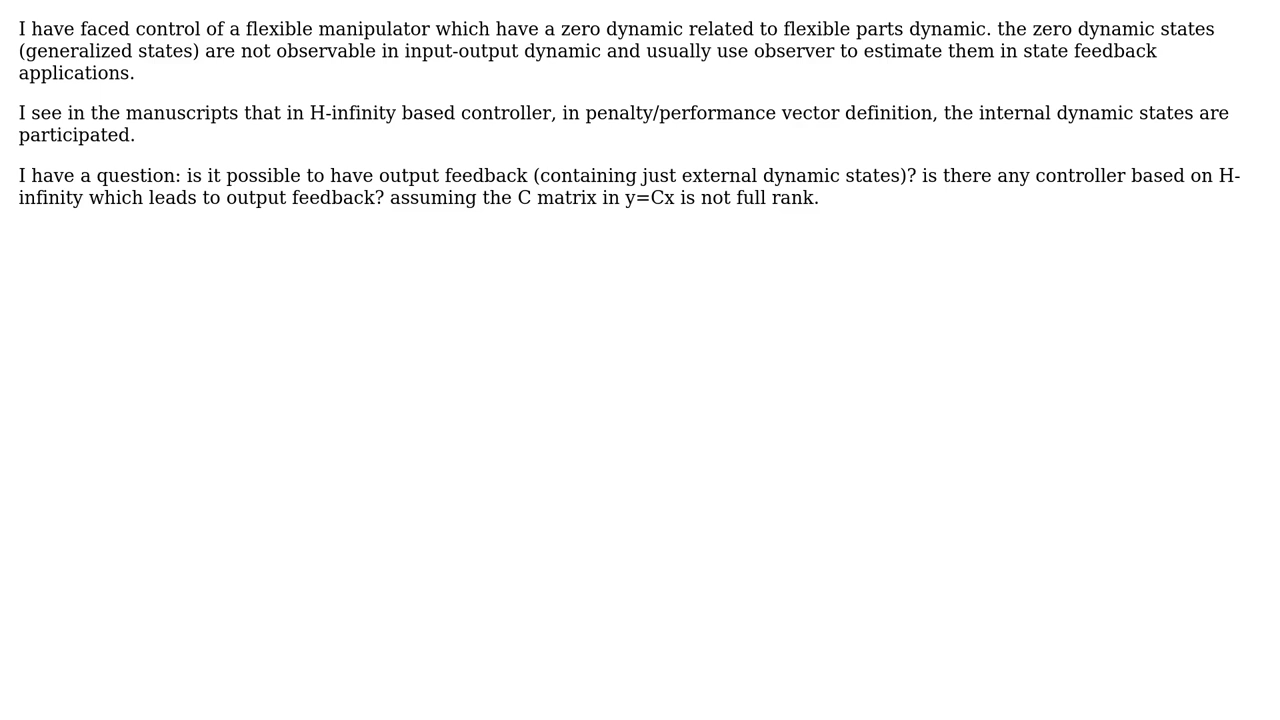 I have faced control of a flexible manipulator which have a zero dynamic related to flexible parts dynamic. the zero dynamic states
(generalized states) are not observable in input-output dynamic and usually use observer to estimate them in state feedback
applications.
I see in the manuscripts that in H-infinity based controller, in penalty/performance vector definition, the internal dynamic states are
participated.
I have a question: is it possible to have output feedback (containing just external dynamic states)? is there any controller based on H-
infinity which leads to output feedback? assuming the C matrix in y=Cx is not full rank.